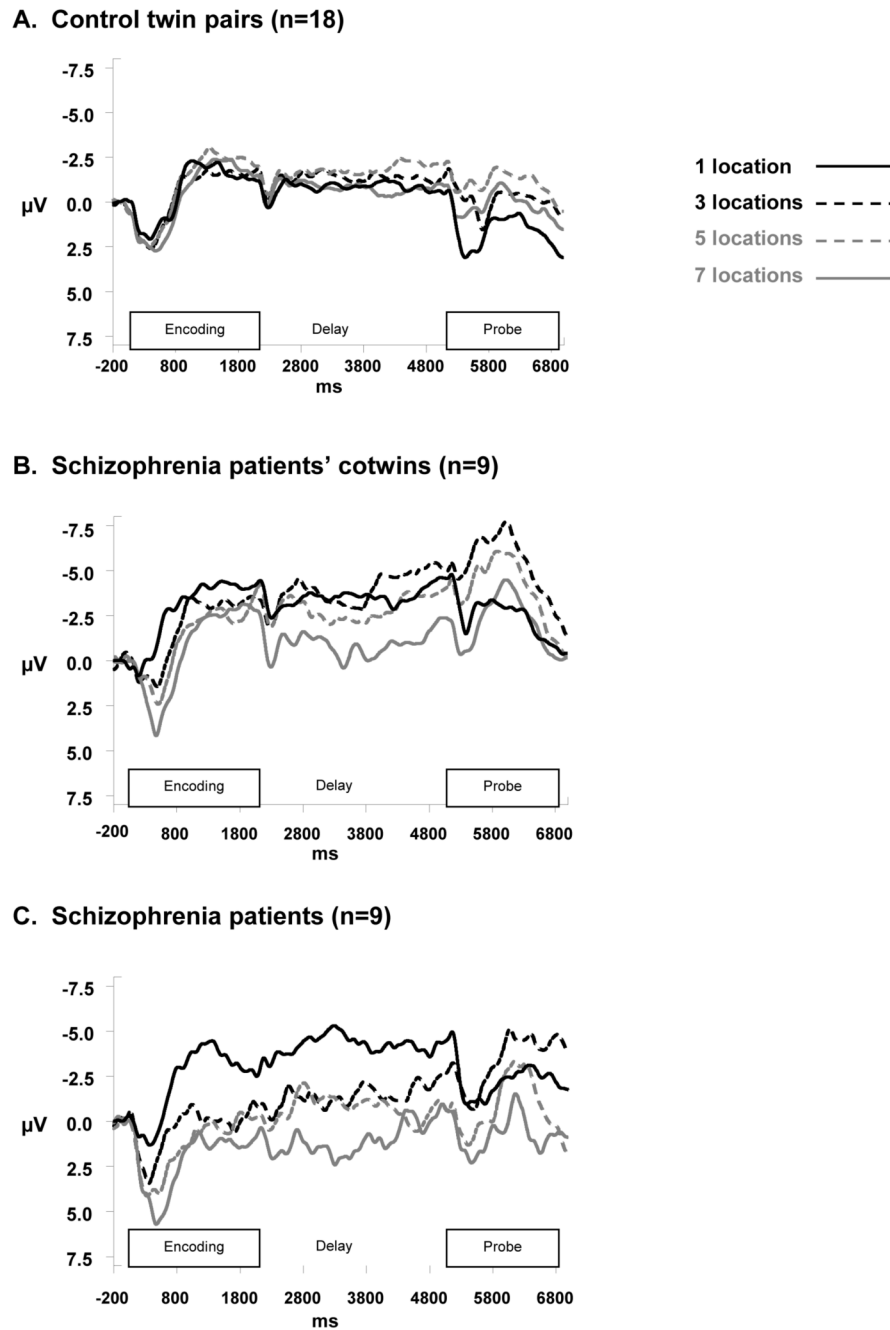 A. Control twin pairs (n=18)
-7.5
-5.0
-2.5
µV
0.0
2.5
5.0
7.5
Encoding
Delay
Probe
-200
800
1800
2800
3800
4800
5800
6800
ms
1 location
3 locations
5 locations
7 locations
B. Schizophrenia patients’ cotwins (n=9)
-7.5
-5.0
-2.5
µV
0.0
2.5
5.0
7.5
Encoding
Delay
Probe
-200
800
1800
2800
3800
4800
5800
6800
ms
C. Schizophrenia patients (n=9)
-7.5
-5.0
-2.5
µV
0.0
2.5
5.0
7.5
Encoding
Delay
Probe
-200
800
1800
2800
3800
4800
5800
6800
ms